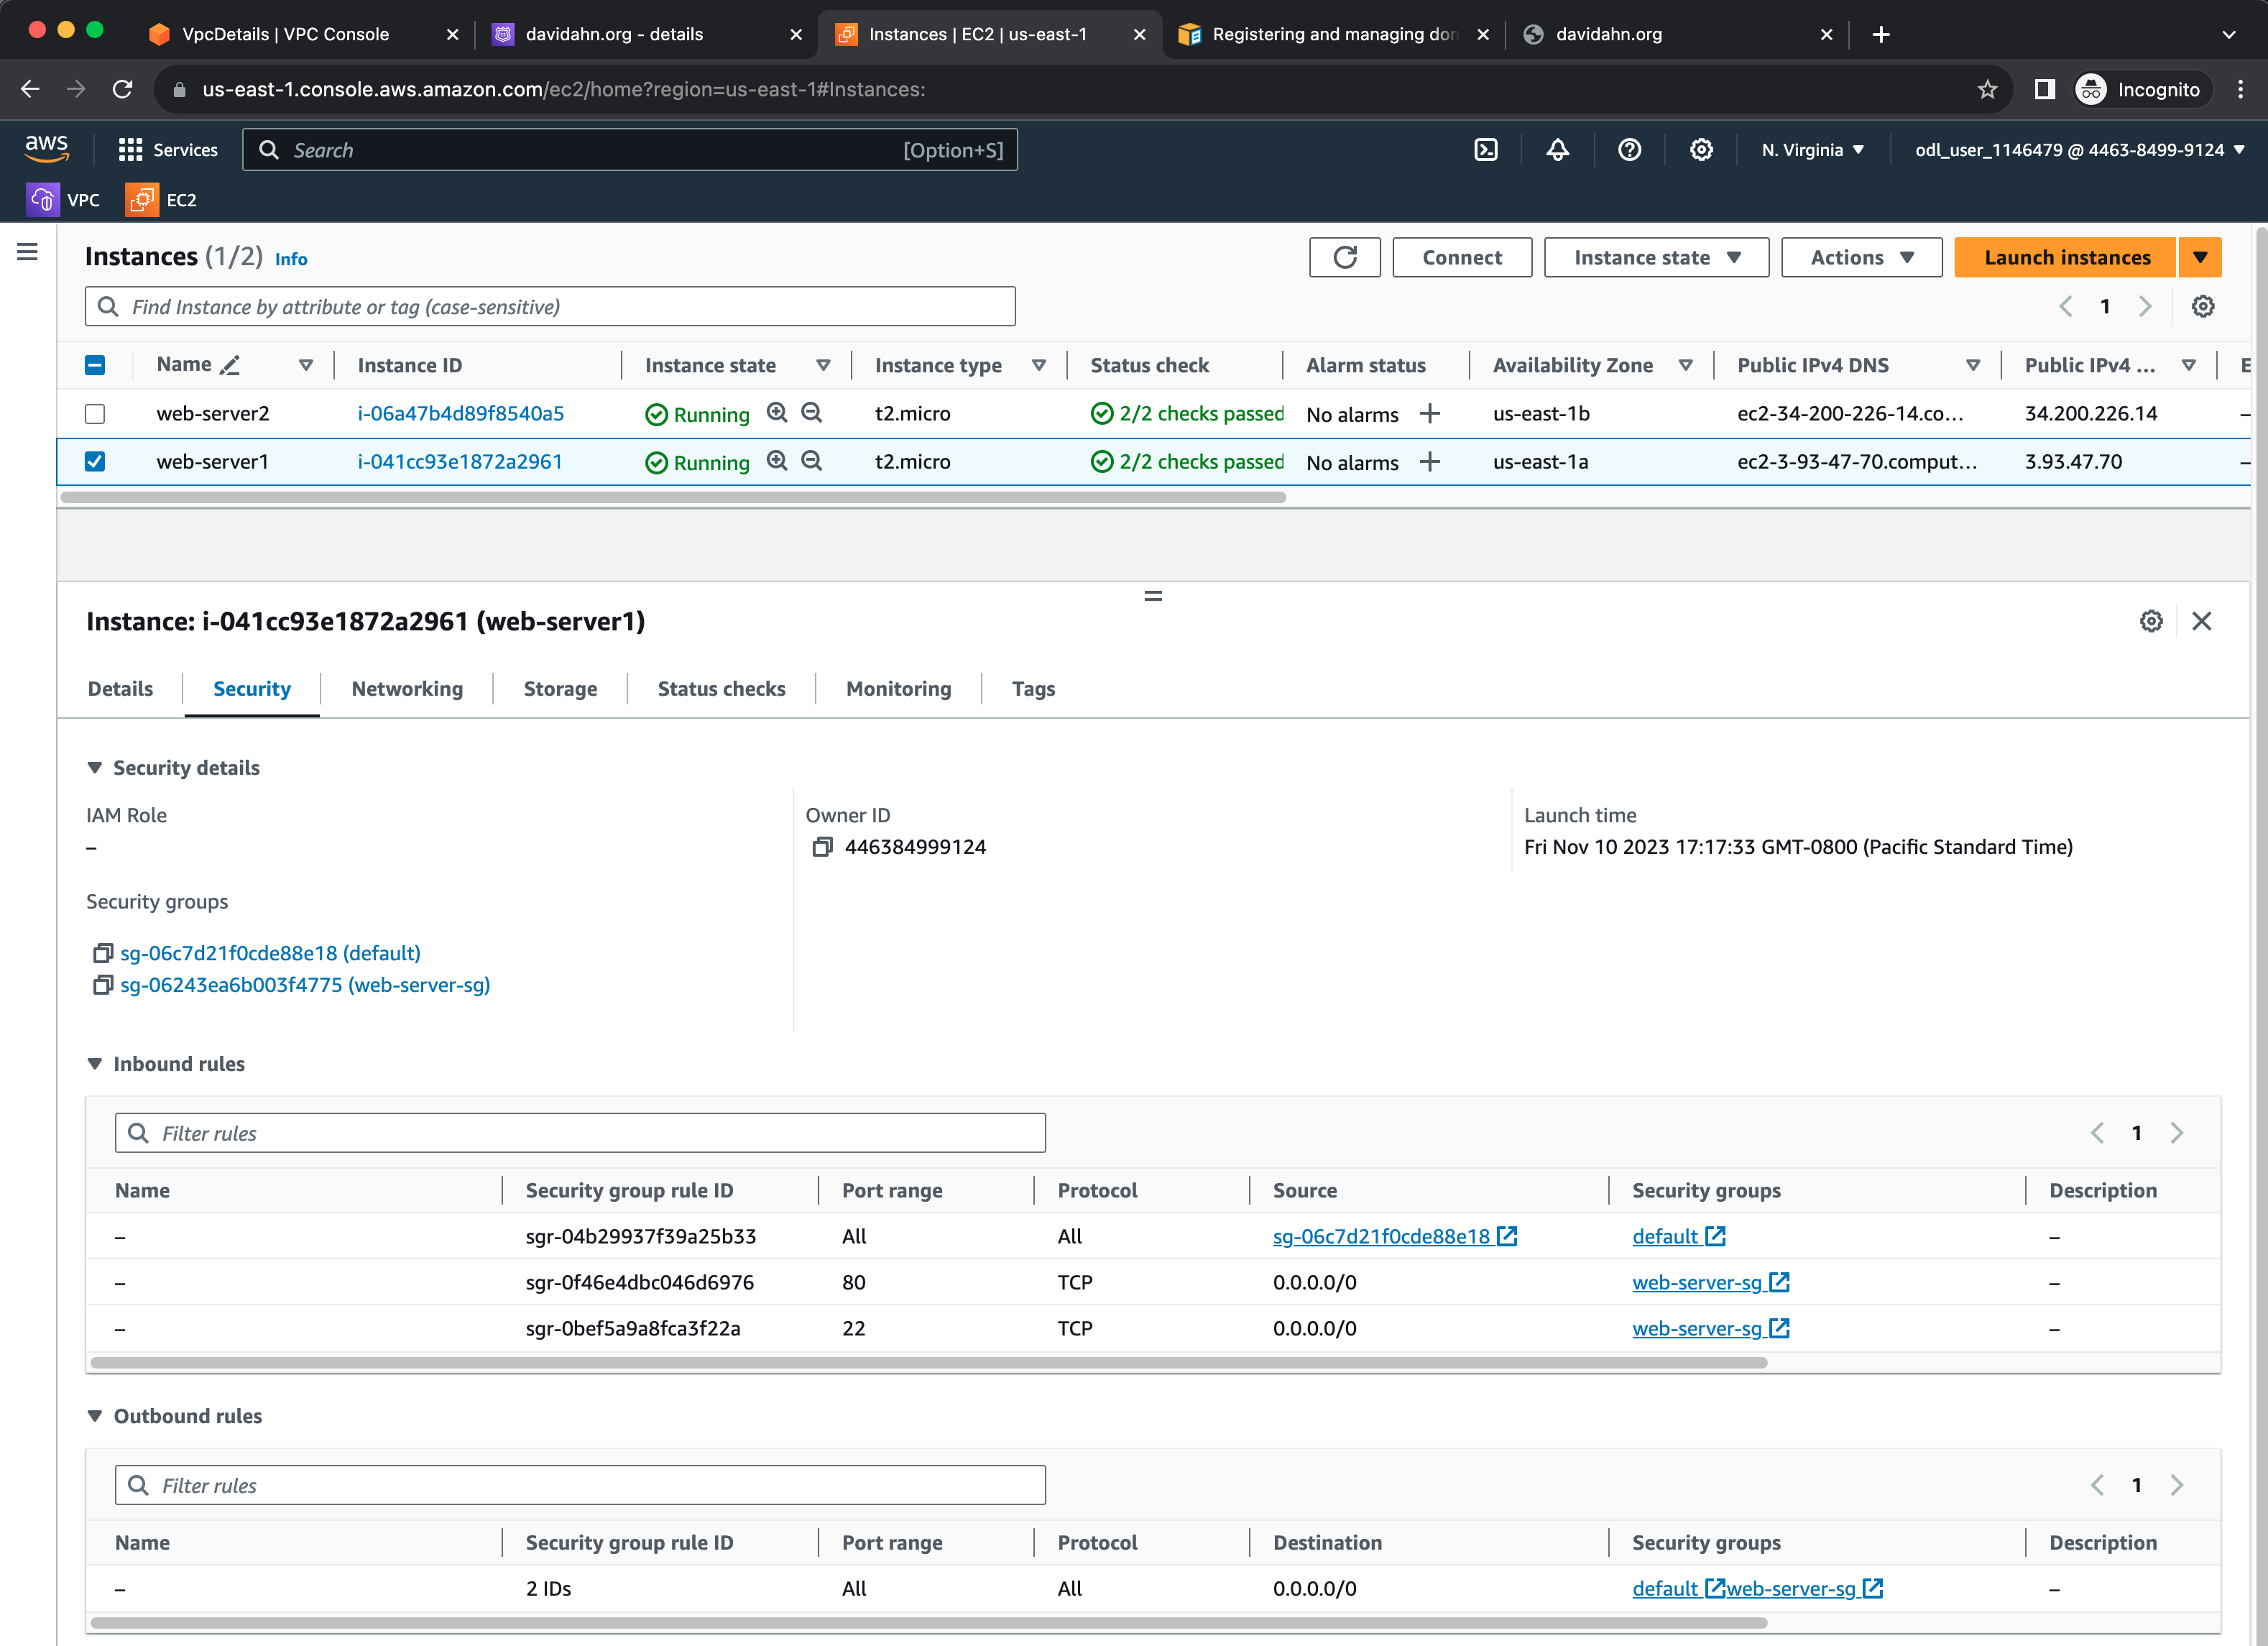 VpcDetails | VPC Console
davidahn.org - details
Instances | EC2 | us-east-1
Registering and managing don
davidahn.org
us-east-1.console.aws.amazon.com/ec2/home?region=us-east-1#Instances:
Incognito
aws
Services
Search
[Option+S]
N. Virginia
odl_user_1146479 @ 4463-8499-9124
VPC
EC2
Instances (1/2) Info
Connect
Instance state
Actions
Launch instances
Find Instance by attribute or tag (case-sensitive)
1
Name Instance ID Instance state Instance type Status check Alarm status Availability Zone Public IPv4 DNS Public IPv4 ... E
web-server2 i-06a47b4d89f8540a5 Running t2.micro 2/2 checks passed No alarms + us-east-1b ec2-34-200-226-14.co... 34.200.226.14 –
web-server1 i-041cc93e1872a2961 Running t2.micro 2/2 checks passed No alarms + us-east-1a ec2-3-93-47-70.comput... 3.93.47.70 –
Instance: i-041cc93e1872a2961 (web-server1)
Details Security Networking Storage Status checks Monitoring Tags
Security details
IAM Role
–
Owner ID
446384999124
Launch time
Fri Nov 10 2023 17:17:33 GMT-0800 (Pacific Standard Time)
Security groups
sg-06c7d21f0cde88e18 (default)
sg-06243ea6b003f4775 (web-server-sg)
Inbound rules
Filter rules
1
Name Security group rule ID Port range Protocol Source Security groups Description
– sgr-04b29937f39a25b33 All All sg-06c7d21f0cde88e18 default –
– sgr-0f46e4dbc046d6976 80 TCP 0.0.0.0/0 web-server-sg –
– sgr-0bef5a9a8fca3f22a 22 TCP 0.0.0.0/0 web-server-sg –
Outbound rules
Filter rules
1
Name Security group rule ID Port range Protocol Destination Security groups Description
– 2 IDs All All 0.0.0.0/0 default web-server-sg –